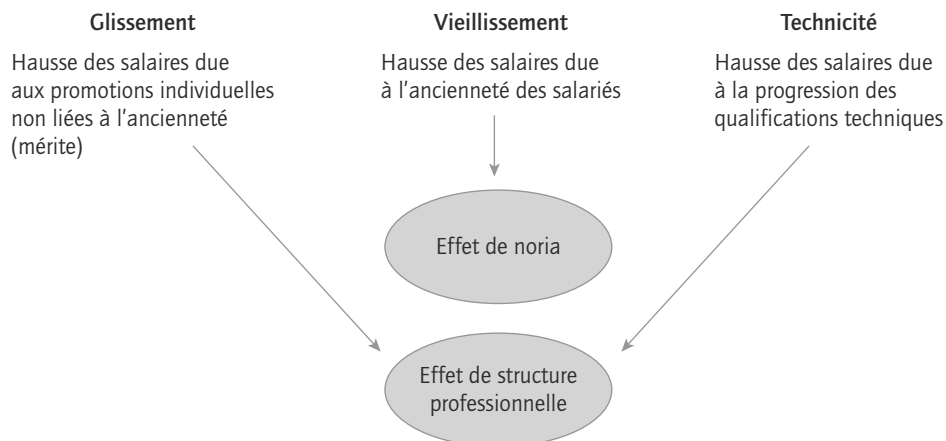 Glissement
Hausse des salaires due
aux promotions individuelles
non liées à l'ancienneté
(mérite)
Vieillissement
Hausse des salaires due
à l'ancienneté des salariés
Technicité
Hausse des salaires due
à la progression des
qualifications techniques
Effet de noria
Effet de structure
professionnelle